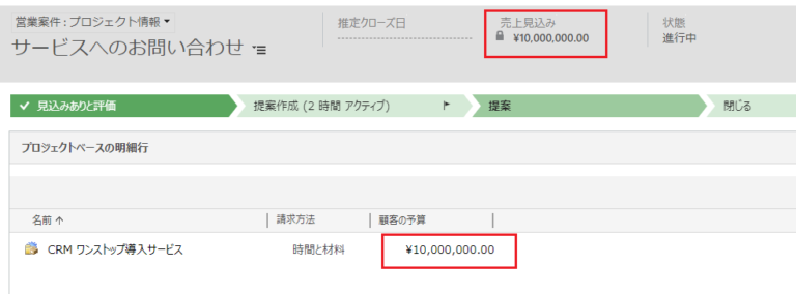 営業案件 : プロジェクト情報
サービスへのお問い合わせ
推定クローズ日
売上見込み
¥10,000,000.00
状態
進行中
見込みありと評価
提案作成 (2 時間 アクティブ)
提案
閉じる
プロジェクトベースの明細行
名前
請求方法
顧客の予算
CRM ワンストップ導入サービス
時間と材料
¥10,000,000.00